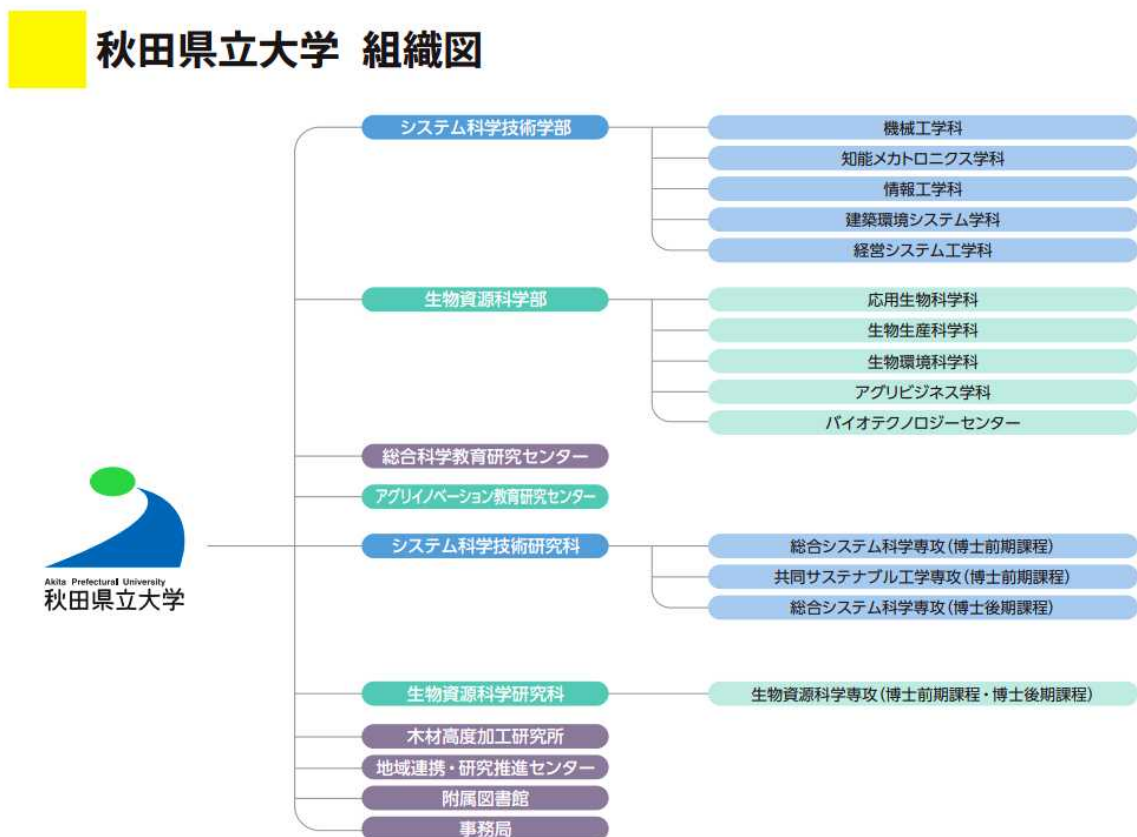 秋田県立大学 組織図
システム科学技術学部
機械工学科
知能メカトロニクス学科
情報工学科
建築環境システム学科
経営システム工学科
生物資源科学部
応用生物科学科
生物生産科学科
生物環境科学科
アグリビジネス学科
バイオテクノロジーセンター
総合科学教育研究センター
アグリイノベーション教育研究センター
システム科学技術研究科
総合システム科学専攻(博士前期課程)
共同サステナブル工学専攻(博士前期課程)
総合システム科学専攻(博士後期課程)
Akita Prefectural University
秋田県立大学
生物資源科学研究科
生物資源科学専攻(博士前期課程・博士後期課程)
木材高度加工研究所
地域連携・研究推進センター
附属図書館
事務局